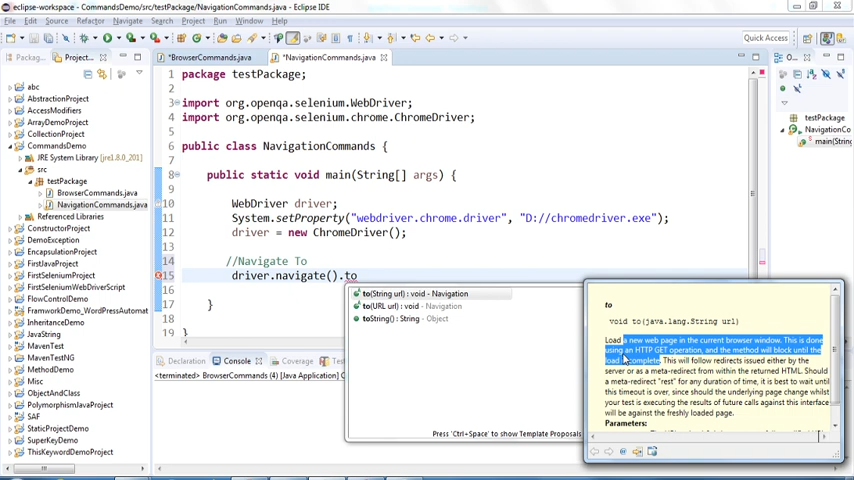 eclipse-workspace - CommandsDemo/src/testPackage/NavigationCommands.java - Eclipse IDE
File Edit Source Refactor Navigate Search Project Run Window Help
Quick Access
Packag...
Project...
abc
AbstractionProject
AccessModifiers
ArrayDemoProject
CollectionProject
CommandsDemo
JRE System Library [jre1.8.0_201]
src
testPackage
BrowserCommands.java
NavigationCommands.java
Referenced Libraries
ConstructorProject
DemoException
EncapsulationProject
FirstSeleniumProject
FirstSeleniumWebDriver
FirstSeleniumWebDriverScript
FlowControlDemo
FramworkDemo_WordPressAutomat
InheritanceDemo
JavaString
Maven
MavenTestNG
MethodDemo
Misc
ObjectAndClass
PolymorphismJavaProject
SAF
StaticProjectDemo
SuperKeyDemo
ThisKeywordDemoProject
*BrowserCommands.java
*NavigationCommands.java
1 package testPackage;
2
3 import org.openqa.selenium.WebDriver;
4 import org.openqa.selenium.chrome.ChromeDriver;
5
6 public class NavigationCommands {
7
8 public static void main(String[] args) {
9
10 WebDriver driver;
11 System.setProperty("webdriver.chrome.driver", "D://chromedriver.exe");
12 driver = new ChromeDriver();
13
14 //Navigate To
15 driver.navigate().to
16
17 }
18
19 }
to(String url) : void - Navigation
to(URL url) : void - Navigation
toString() : String - Object
Press 'Ctrl+Space' to show Template Proposals
to
void to(java.lang.String url)
Load a new web page in the current browser window. This is done
using an HTTP GET operation, and the method will block until the
load is complete. This will follow redirects issued either by the
server or as a meta-redirect from within the returned HTML. Should
a meta-redirect "rest" for any duration of time, it is best to wait until
this timeout is over, since should the underlying page change whilst
your test is executing the results of future calls against this interface
will be against the freshly loaded page.
Parameters:
Declaration
Console
Coverage
<terminated> BrowserCommands (4) [Java Application]
O...
testPackage
NavigationCo
main(String